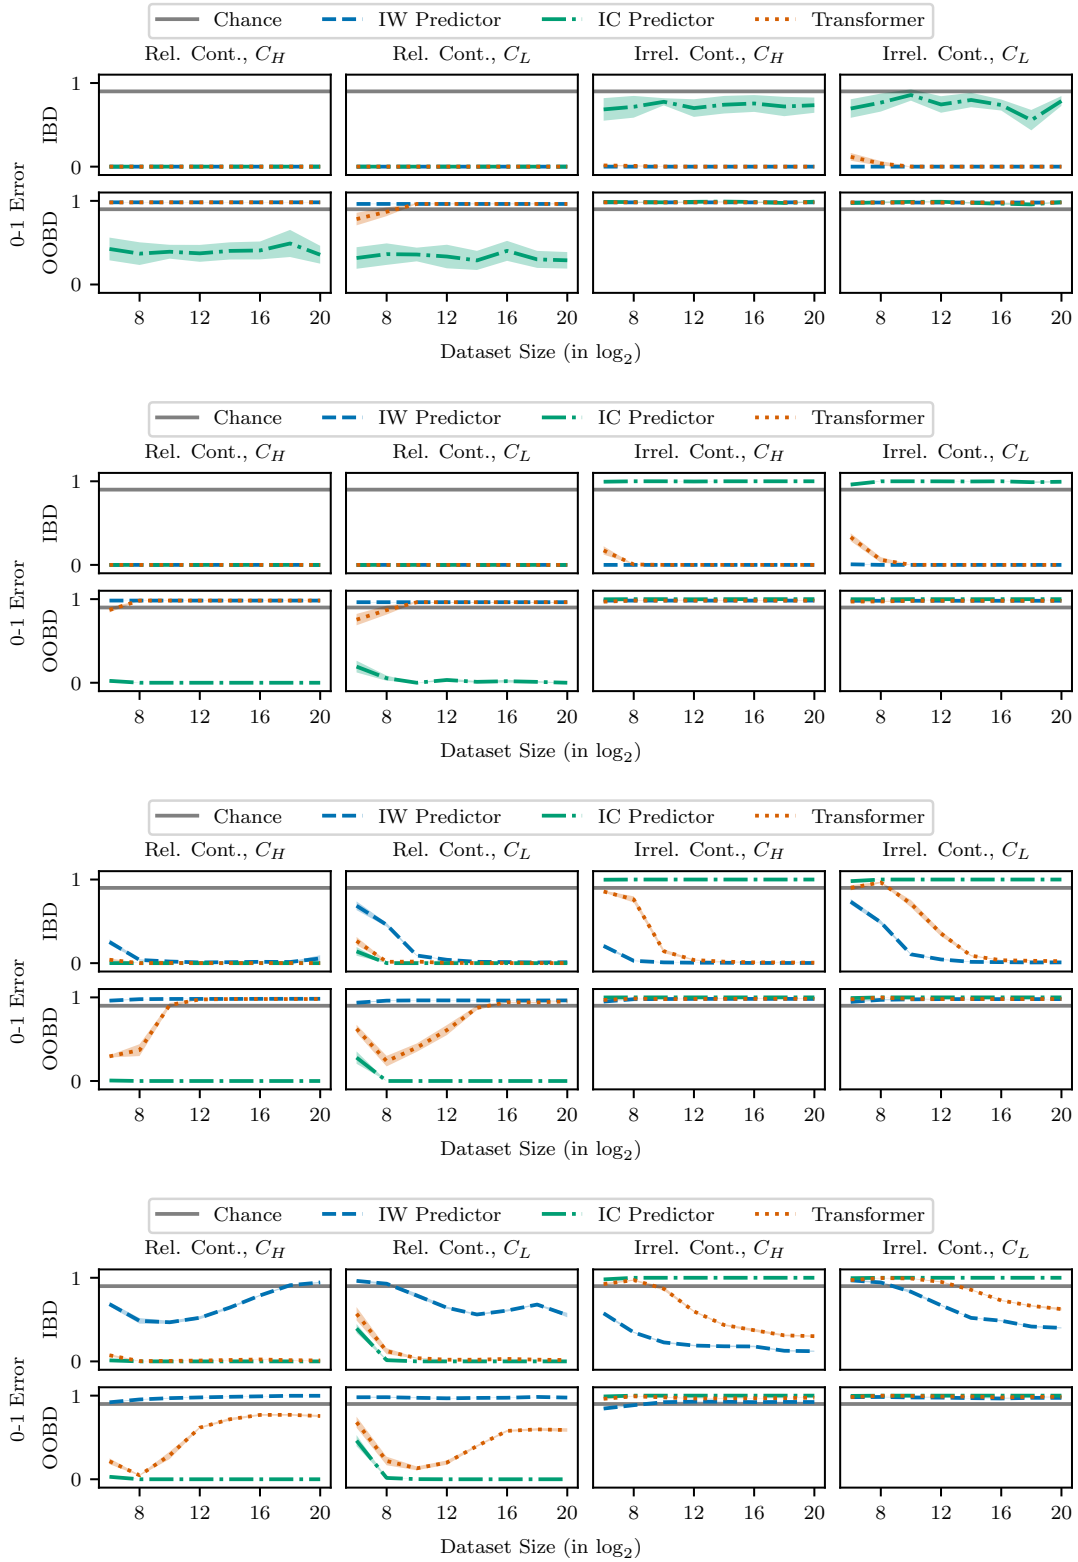 Chance IW Predictor IC Predictor Transformer
Rel. Cont., C_H Rel. Cont., C_L Irrel. Cont., C_H Irrel. Cont., C_L
0-1 Error
IBD
1
0
OOBD
1
0
8 12 16 20 8 12 16 20 8 12 16 20 8 12 16 20
Dataset Size (in log₂)
Chance IW Predictor IC Predictor Transformer
Rel. Cont., C_H Rel. Cont., C_L Irrel. Cont., C_H Irrel. Cont., C_L
0-1 Error
IBD
1
0
OOBD
1
0
8 12 16 20 8 12 16 20 8 12 16 20 8 12 16 20
Dataset Size (in log₂)
Chance IW Predictor IC Predictor Transformer
Rel. Cont., C_H Rel. Cont., C_L Irrel. Cont., C_H Irrel. Cont., C_L
0-1 Error
IBD
1
0
OOBD
1
0
8 12 16 20 8 12 16 20 8 12 16 20 8 12 16 20
Dataset Size (in log₂)
Chance IW Predictor IC Predictor Transformer
Rel. Cont., C_H Rel. Cont., C_L Irrel. Cont., C_H Irrel. Cont., C_L
0-1 Error
IBD
1
0
OOBD
1
0
8 12 16 20 8 12 16 20 8 12 16 20 8 12 16 20
Dataset Size (in log₂)